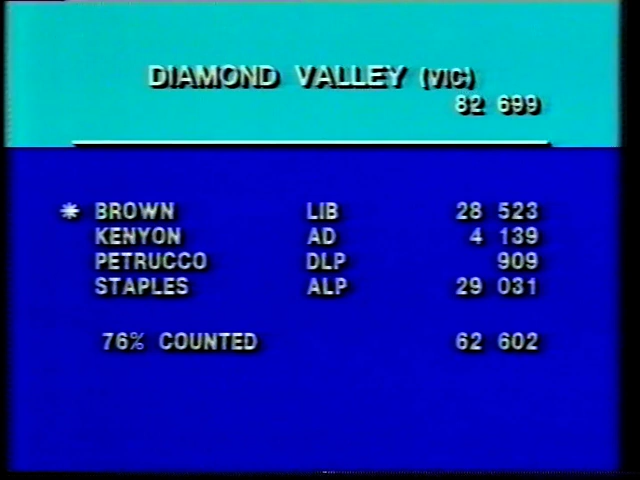 DIAMOND VALLEY (VIC)
82 699
* BROWN LIB 28 523
KENYON AD 4 139
PETRUCCO DLP 909
STAPLES ALP 29 031
76% COUNTED 62 602